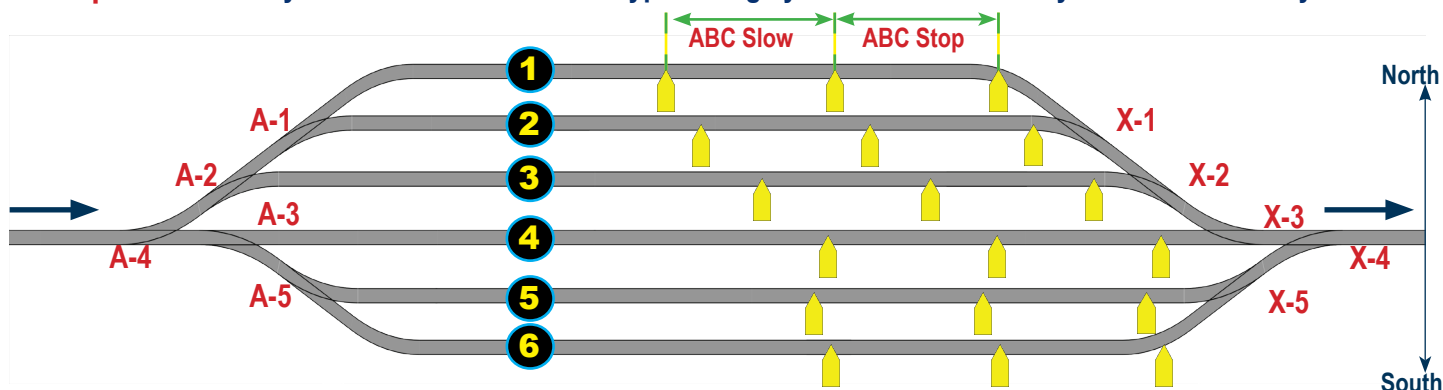 ABC Slow
ABC Stop
1
North
A-1
2
X-1
A-2
3
X-2
A-3
X-3
4
A-4
X-4
A-5
5
X-5
6
South